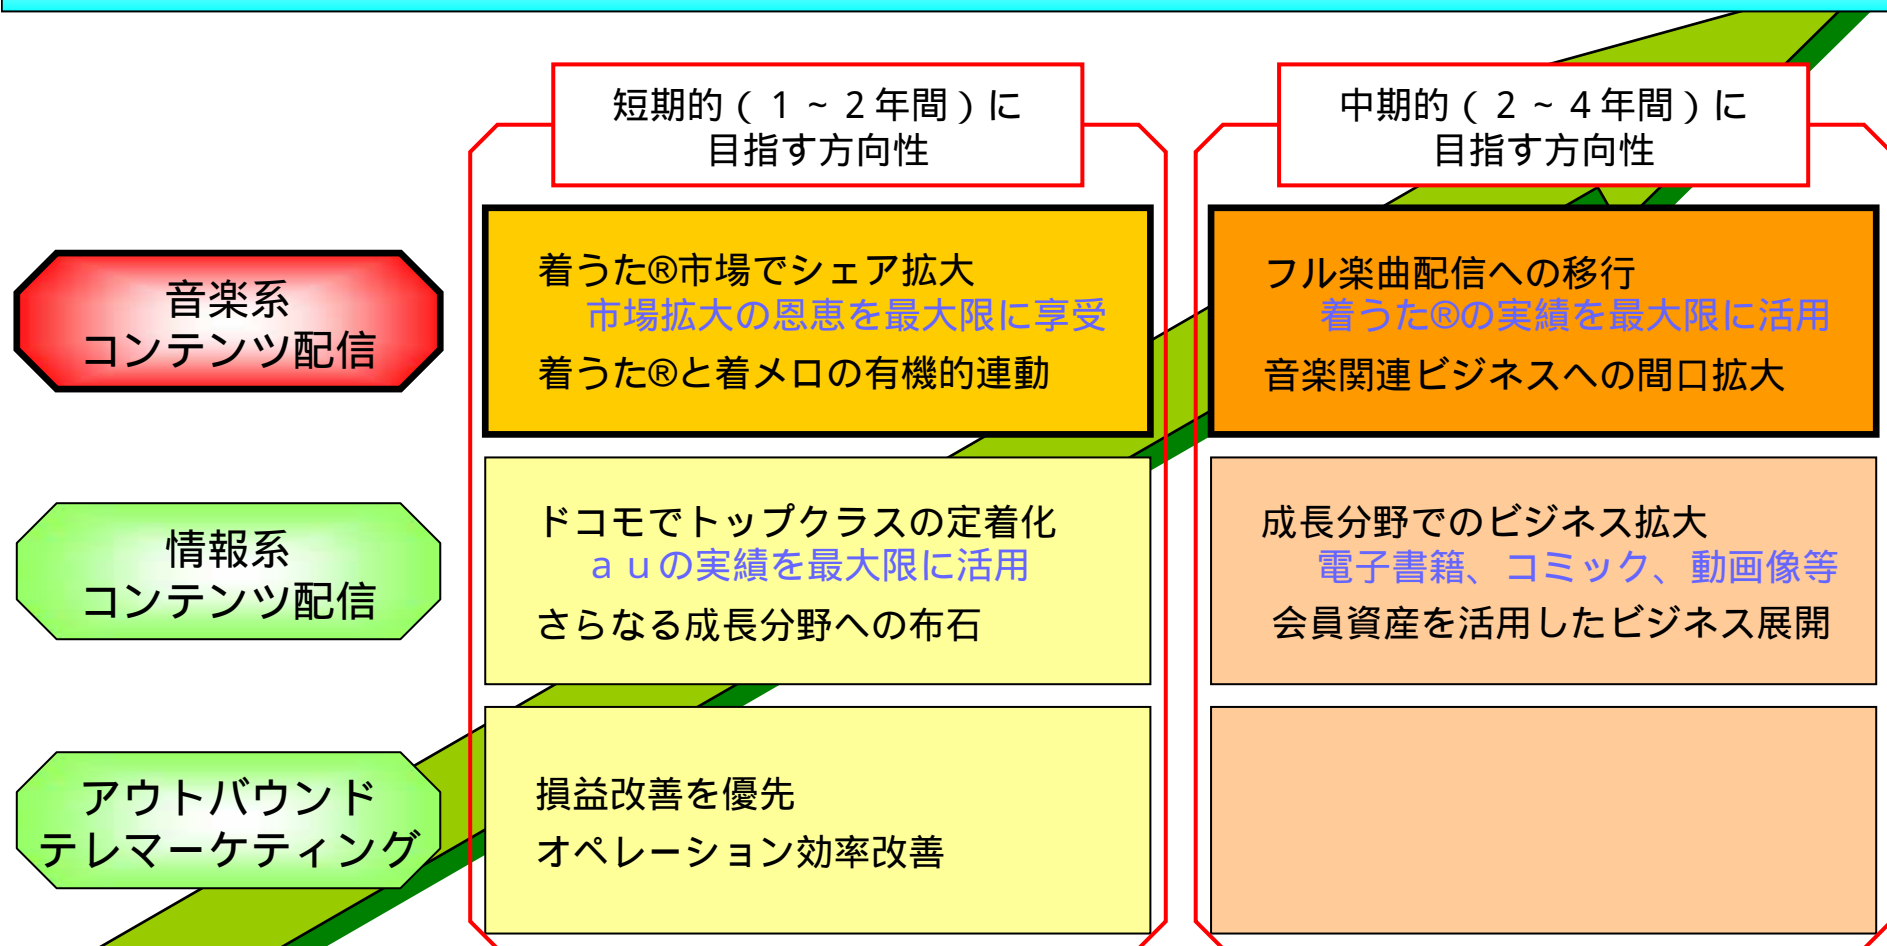 短期的（１～２年間）に
目指す方向性
中期的（２～４年間）に
目指す方向性
音楽系
コンテンツ配信
着うた®市場でシェア拡大
市場拡大の恩恵を最大限に享受
着うた®と着メロの有機的連動
フル楽曲配信への移行
着うた®の実績を最大限に活用
音楽関連ビジネスへの間口拡大
情報系
コンテンツ配信
ドコモでトップクラスの定着化
ａｕの実績を最大限に活用
さらなる成長分野への布石
成長分野でのビジネス拡大
電子書籍、コミック、動画像等
会員資産を活用したビジネス展開
アウトバウンド
テレマーケティング
損益改善を優先
オペレーション効率改善